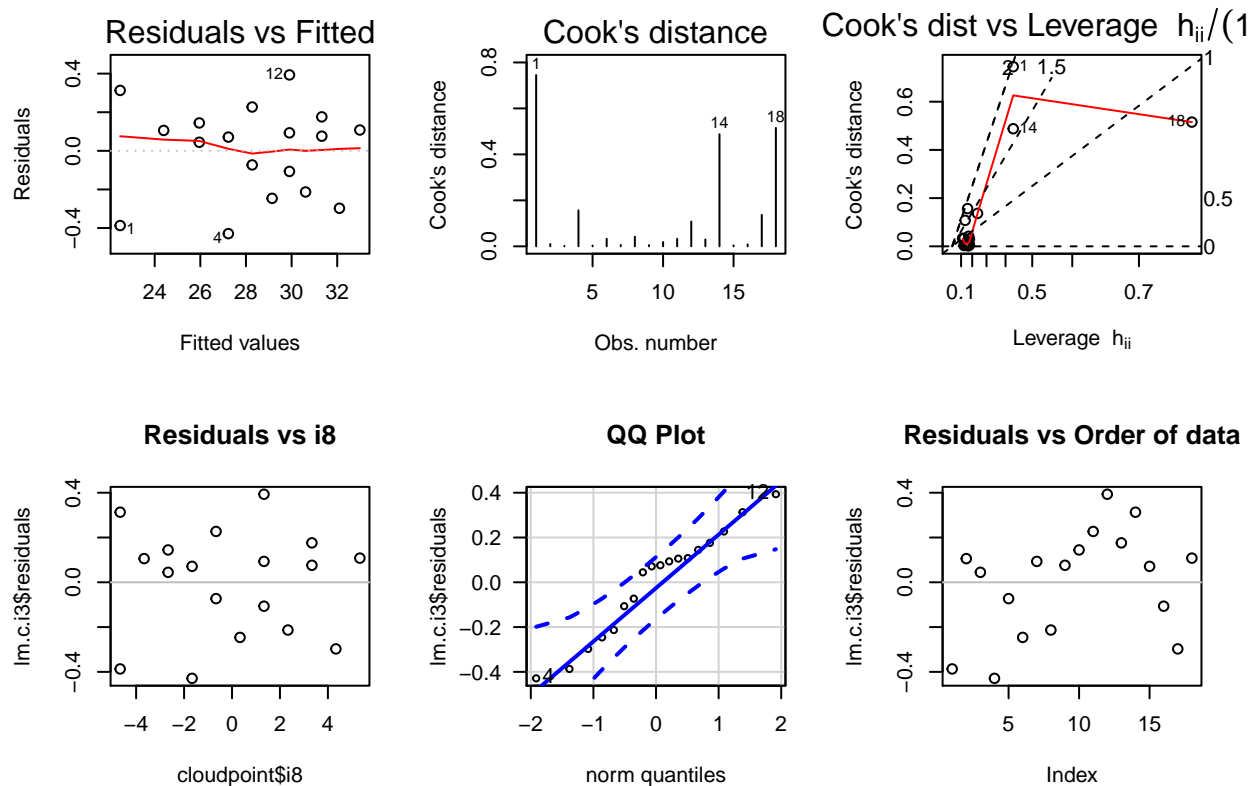 Residuals vs Fitted
Residuals
0.4
0.0
−0.4
12
1
4
24 26 28 30 32
Fitted values
Cook's distance
Cook's distance
0.8
0.4
0.0
1
14
18
5 10 15
Obs. number
Cook's dist vs Leverage hii/(1
Cook's distance
0.6
0.4
0.2
0.0
2
1
1.5
14
18
1
0.5
0
0.1 0.5 0.7
Leverage hii
Residuals vs i8
lm.c.i3$residuals
0.4
0.0
−0.4
−4 −2 0 2 4
cloudpoint$i8
QQ Plot
lm.c.i3$residuals
0.4
0.2
0.0
−0.2
−0.4
12
4
−2 −1 0 1 2
norm quantiles
Residuals vs Order of data
lm.c.i3$residuals
0.4
0.0
−0.4
5 10 15
Index